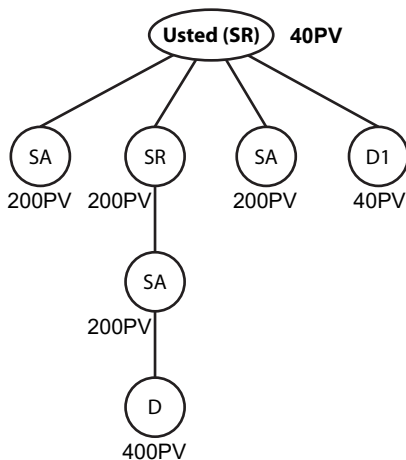 Usted (SR) 40PV
SA SR SA D1
200PV 200PV 200PV 40PV
SA
200PV
D
400PV